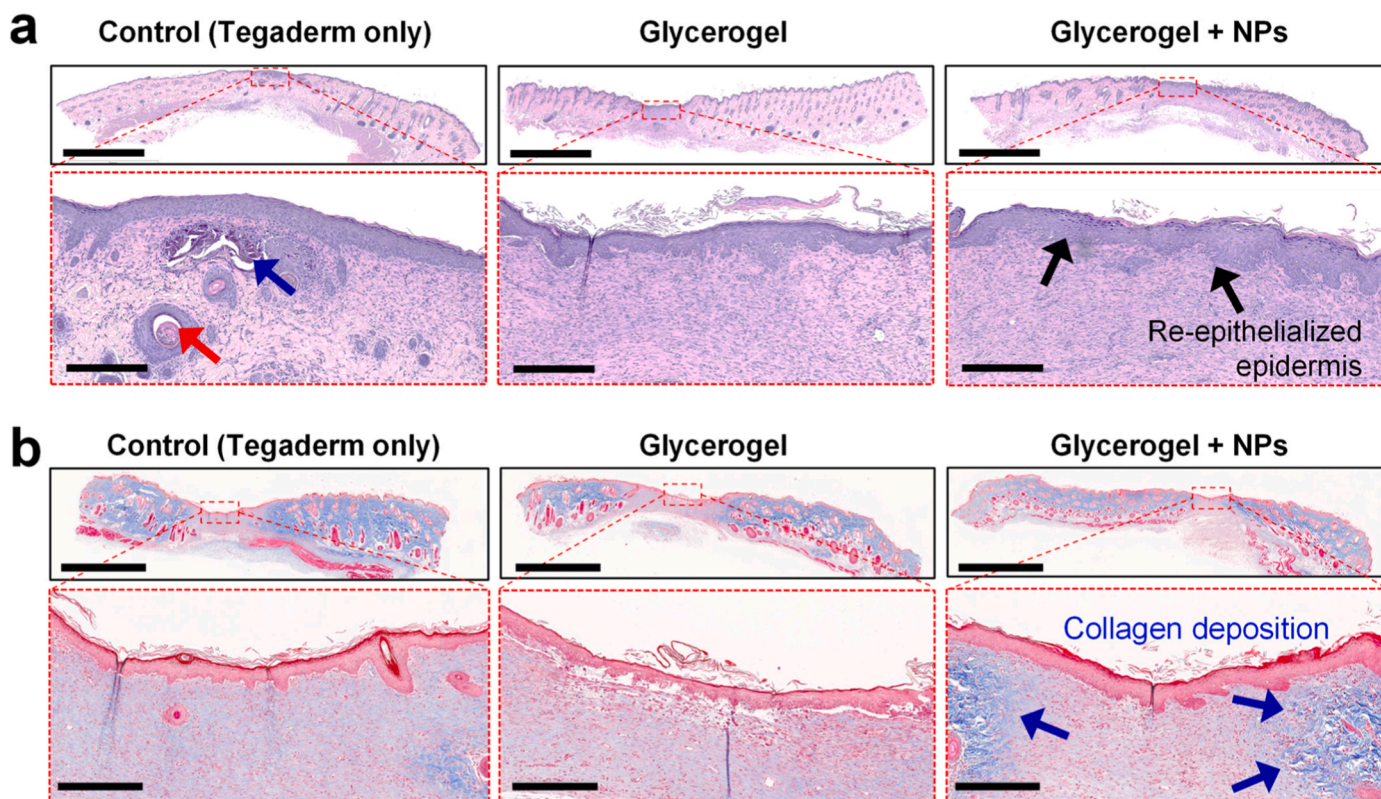 a
Control (Tegaderm only)
Glycerogel
Glycerogel + NPs
Re-epithelialized
epidermis
b
Control (Tegaderm only)
Glycerogel
Glycerogel + NPs
Collagen deposition